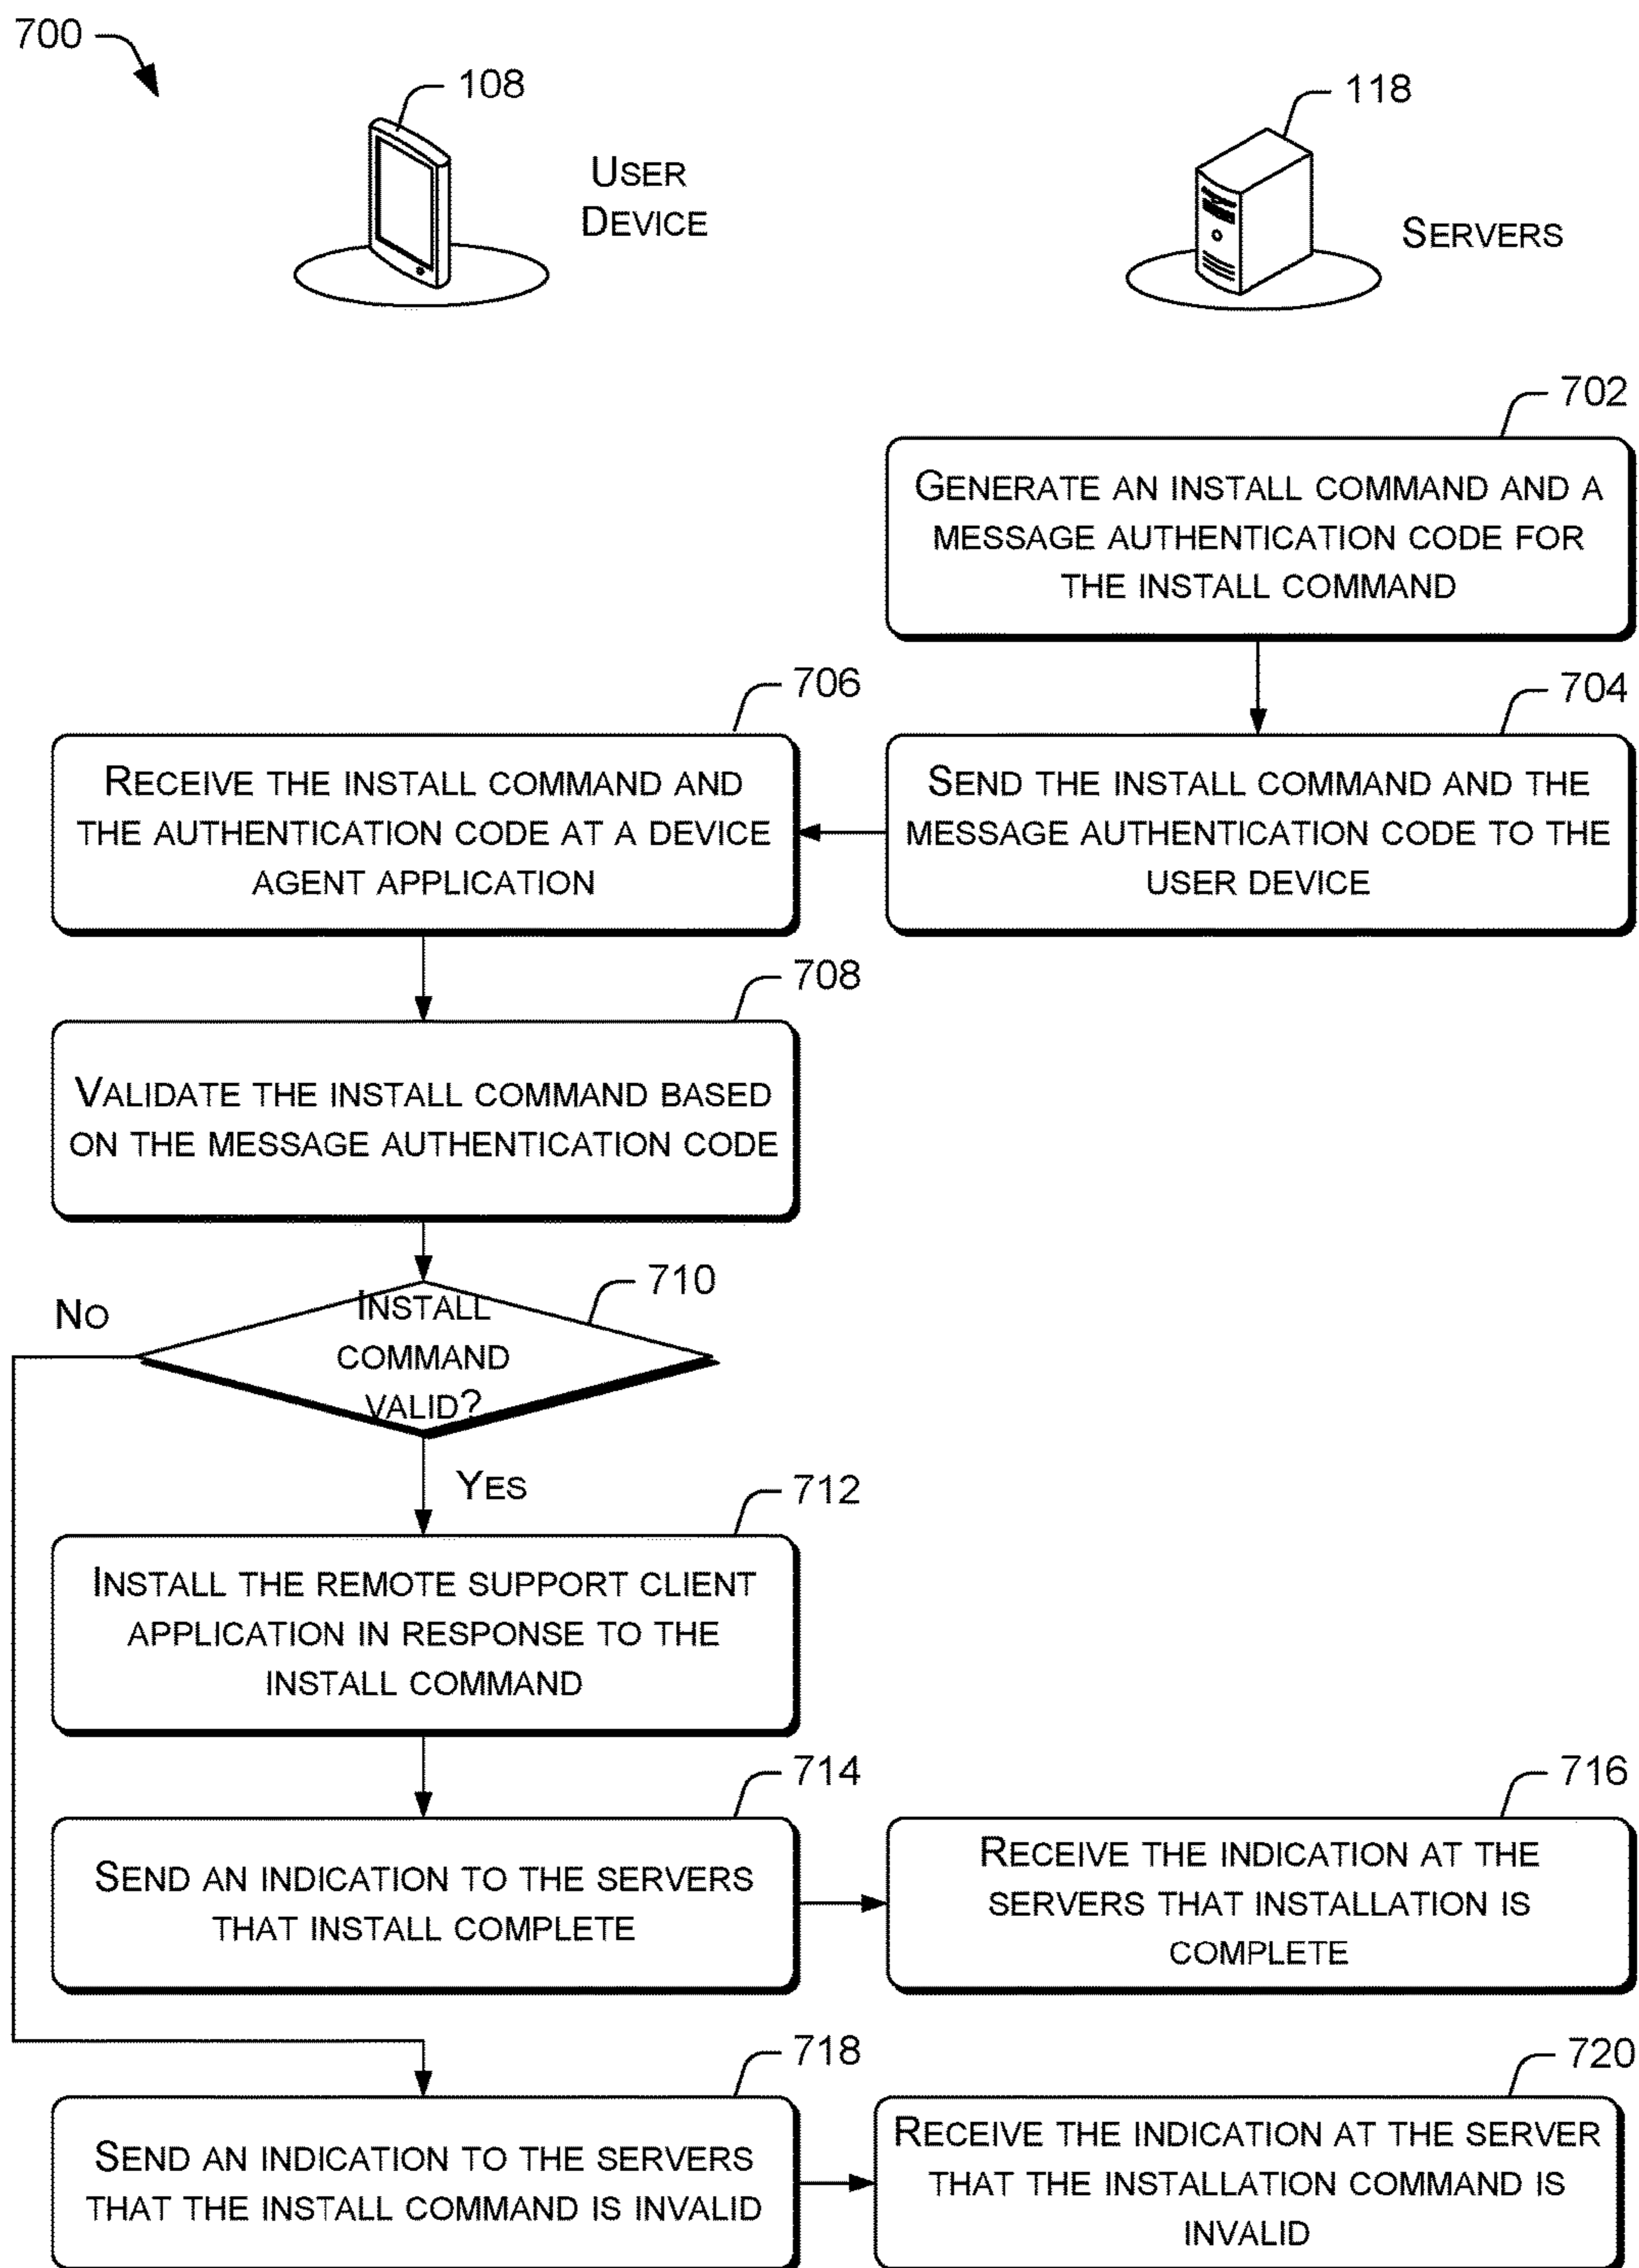 700
108
USER
DEVICE
118
SERVERS
702
GENERATE AN INSTALL COMMAND AND A
MESSAGE AUTHENTICATION CODE FOR
THE INSTALL COMMAND
704
SEND THE INSTALL COMMAND AND THE
MESSAGE AUTHENTICATION CODE TO THE
USER DEVICE
706
RECEIVE THE INSTALL COMMAND AND
THE AUTHENTICATION CODE AT A DEVICE
AGENT APPLICATION
708
VALIDATE THE INSTALL COMMAND BASED
ON THE MESSAGE AUTHENTICATION CODE
710
INSTALL
COMMAND
VALID?
NO
YES
712
INSTALL THE REMOTE SUPPORT CLIENT
APPLICATION IN RESPONSE TO THE
INSTALL COMMAND
714
SEND AN INDICATION TO THE SERVERS
THAT INSTALL COMPLETE
716
RECEIVE THE INDICATION AT THE
SERVERS THAT INSTALLATION IS
COMPLETE
718
SEND AN INDICATION TO THE SERVERS
THAT THE INSTALL COMMAND IS INVALID
720
RECEIVE THE INDICATION AT THE SERVER
THAT THE INSTALLATION COMMAND IS
INVALID